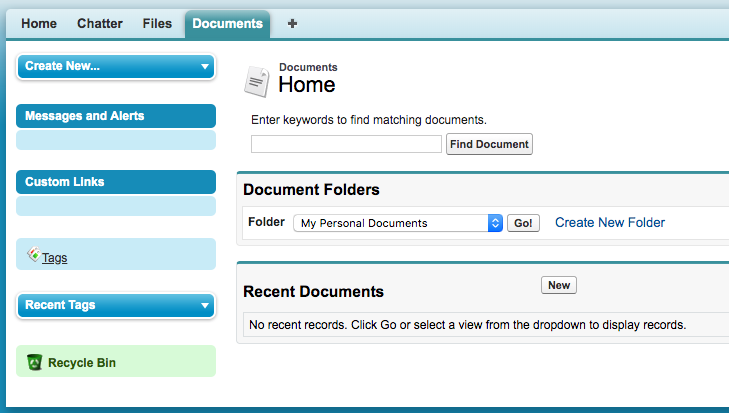 Home Chatter Files Documents +
Create New...
Messages and Alerts
Custom Links
Tags
Recent Tags
Recycle Bin
Documents
Home
Enter keywords to find matching documents.
Find Document
Document Folders
Folder My Personal Documents Go! Create New Folder
Recent Documents New
No recent records. Click Go or select a view from the dropdown to display records.